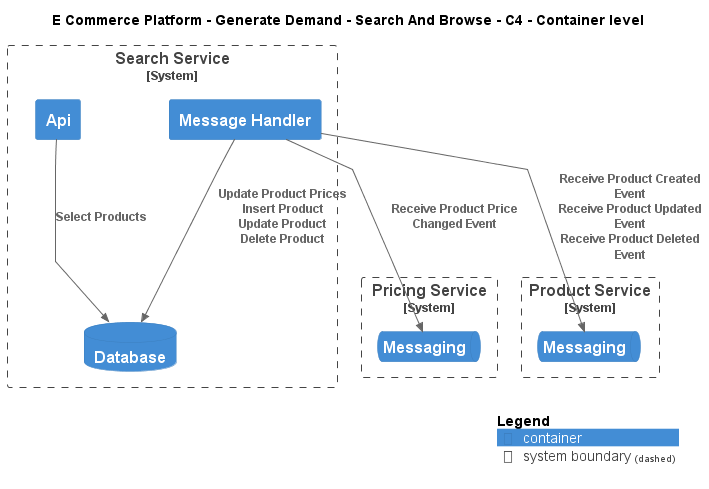 E Commerce Platform - Generate Demand - Search And Browse - C4 - Container level
Search Service
[System]
Api
Message Handler
Select Products
Update Product Prices
Insert Product
Update Product
Delete Product
Receive Product Price
Changed Event
Receive Product Created
Event
Receive Product Updated
Event
Receive Product Deleted
Event
Pricing Service
[System]
Messaging
Product Service
[System]
Messaging
Database
Legend
container
system boundary (dashed)